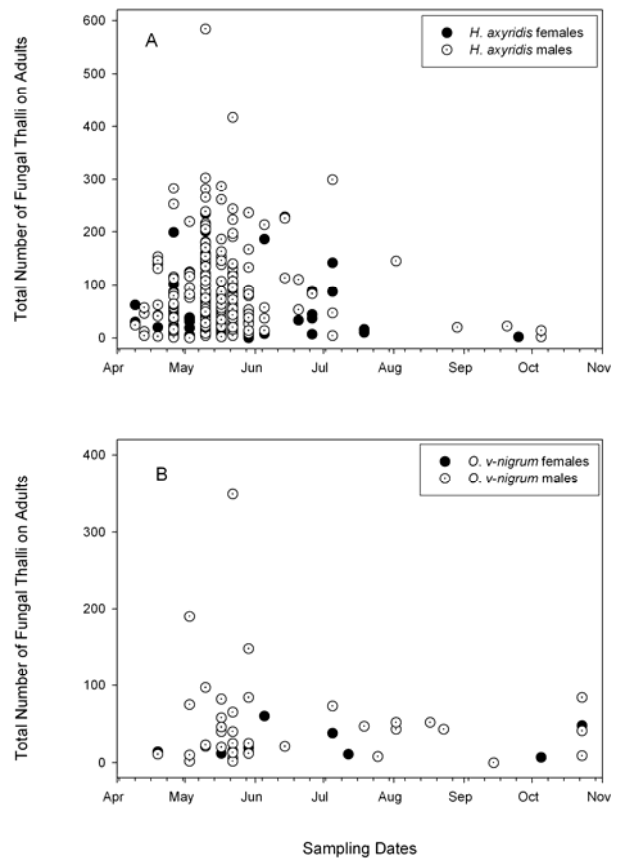 A
H. axyridis females
H. axyridis males
Total Number of Fungal Thalli on Adults
600
500
400
300
200
100
0
Apr May Jun Jul Aug Sep Oct Nov
B
O. v-nigrum females
O. v-nigrum males
Total Number of Fungal Thalli on Adults
400
300
200
100
0
Apr May Jun Jul Aug Sep Oct Nov
Sampling Dates